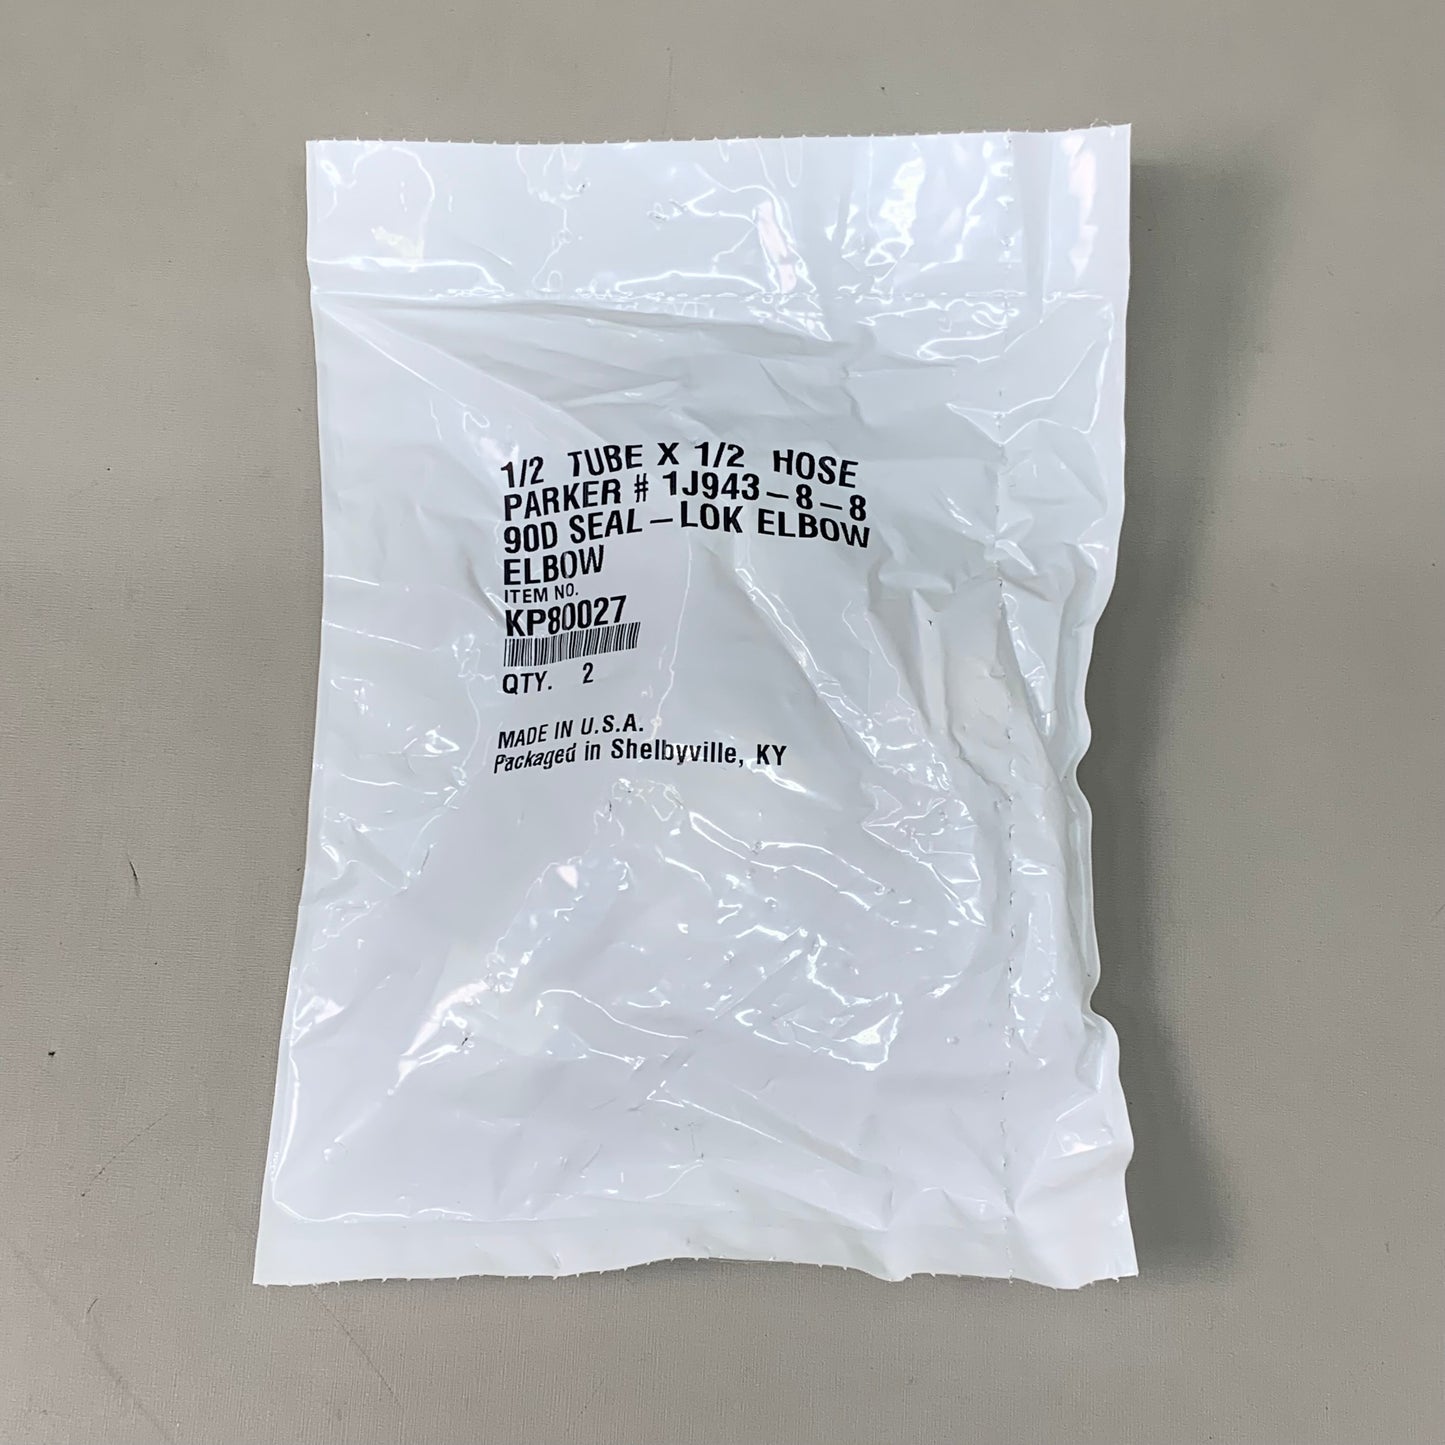 1/2 TUBE X 1/2 HOSE
PARKER # 1J943-8-8
90D SEAL-LOK ELBOW
ELBOW
ITEM NO.
KP80027
QTY. 2
MADE IN U.S.A.
Packaged in Shelbyville, KY